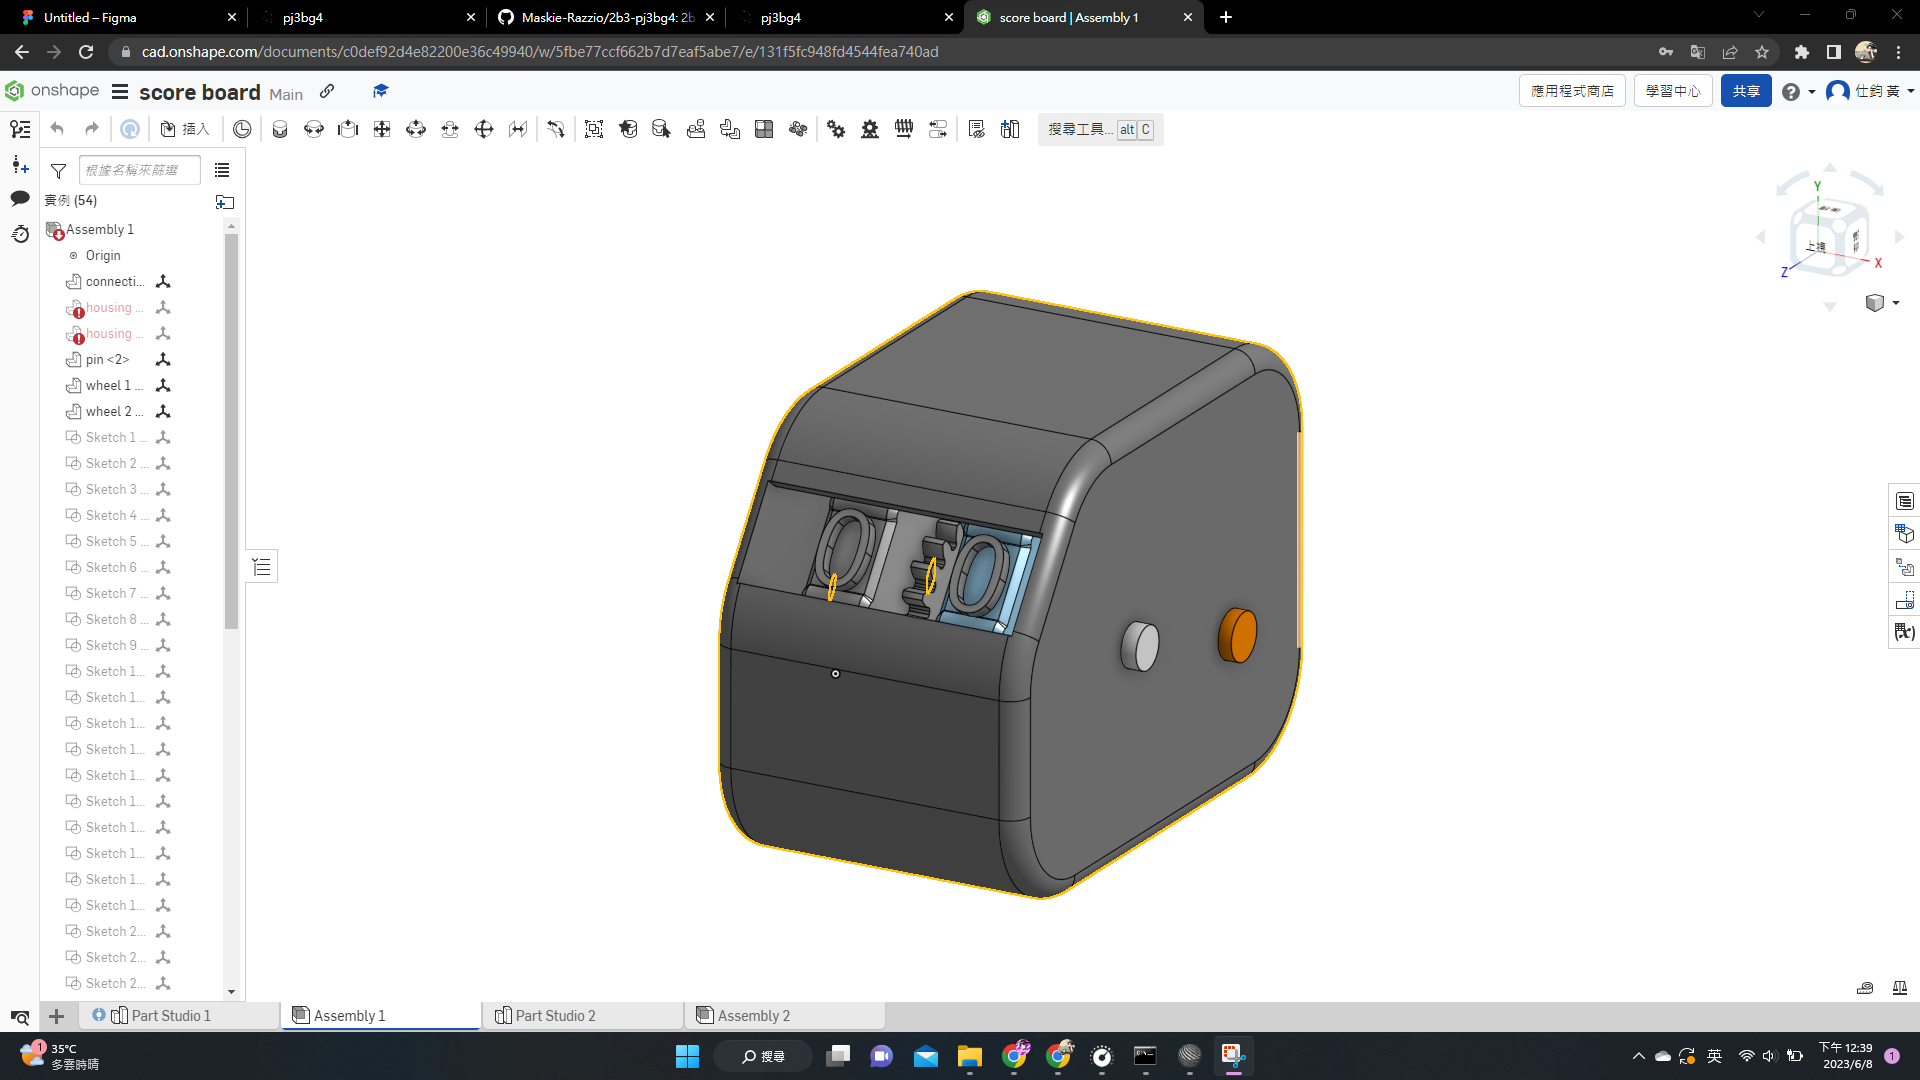 Untitled – Figma
pj3bg4
Maskie-Razzio/2b3-pj3bg4: 2b
pj3bg4
score board | Assembly 1
cad.onshape.com/documents/c0def92d4e82200e36c49940/w/5fbe77ccf662b7d7eaf5abe7/e/131f5fc948fd4544fea740ad
onshape
score board Main
應用程式商店
學習中心
共享
仕鈞 黃
插入
搜尋工具... alt C
根據名稱來篩選
實例 (54)
Assembly 1
Origin
connecti...
housing ...
housing ...
pin <2>
wheel 1 ...
wheel 2 ...
Sketch 1 ...
Sketch 2 ...
Sketch 3 ...
Sketch 4 ...
Sketch 5 ...
Sketch 6 ...
Sketch 7 ...
Sketch 8 ...
Sketch 9 ...
Sketch 1...
Sketch 1...
Sketch 1...
Sketch 1...
Sketch 1...
Sketch 1...
Sketch 1...
Sketch 1...
Sketch 1...
Sketch 1...
Sketch 2...
Sketch 2...
Sketch 2...
Y
上視
X
Z
0 0
(x)
Part Studio 1
Assembly 1
Part Studio 2
Assembly 2
1
35°C
多雲時晴
搜尋
英
下午 12:39
2023/6/8
1